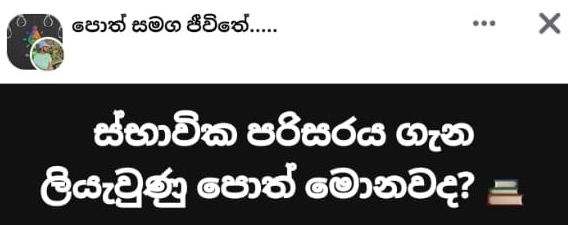 පොත් සමග ජීවිතේ.....
ස්භාවික පරිසරය ගැන
ලියැවුණු පොත් මොනවද? 📚